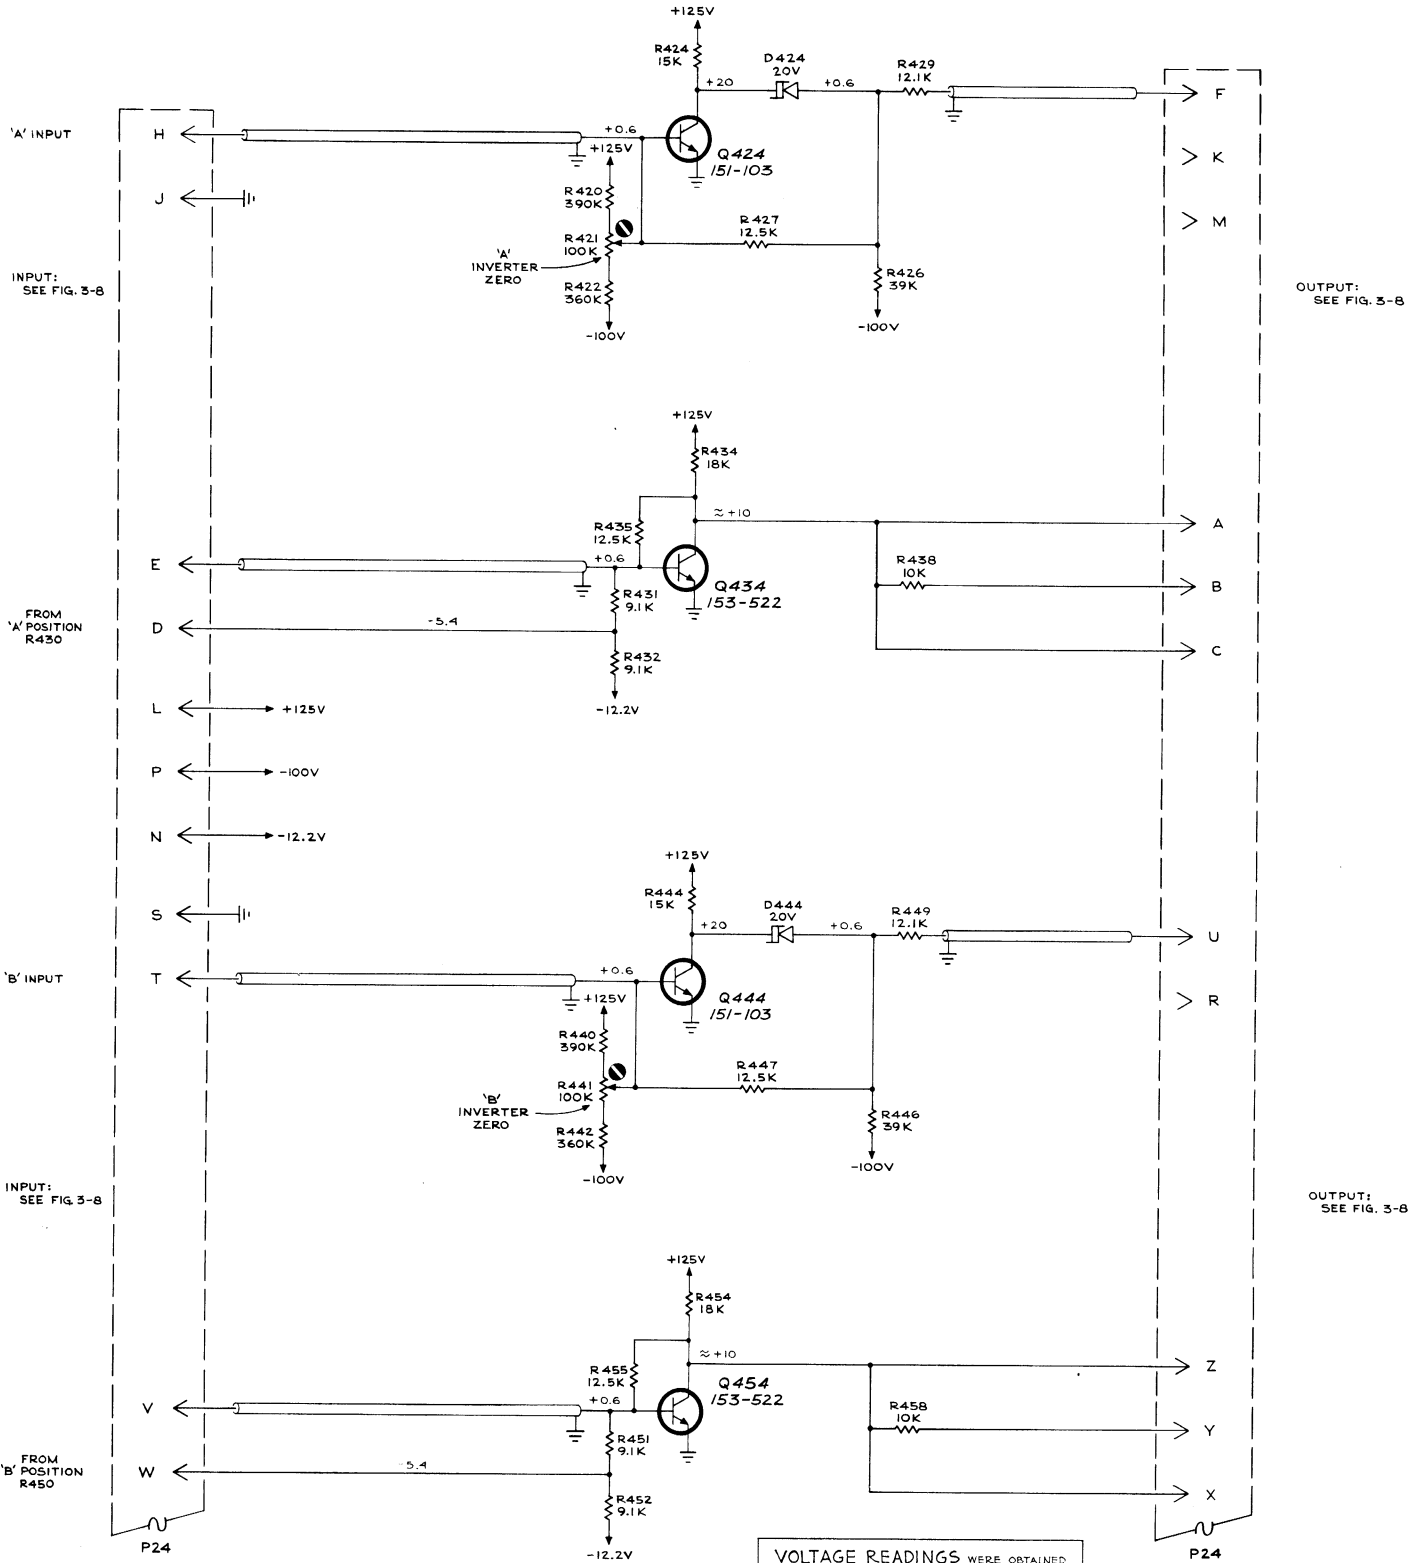 +125V
R424
15K
D424
20V
+20
+0.6
R429
12.1K
F
'A' INPUT
H
+0.6
+125V
Q424
151-103
K
J
R420
390K
M
R421
100K
R427
12.5K
'A'
INVERTER
ZERO
INPUT:
SEE FIG. 3-8
R422
360K
R426
39K
OUTPUT:
SEE FIG. 3-8
-100V
-100V
+125V
R434
18K
≈ +10
A
R435
12.5K
E
+0.6
Q434
153-522
R438
10K
B
R431
9.1K
FROM
'A' POSITION
R430
D
-5.4
C
R432
9.1K
L
+125V
-12.2V
P
-100V
N
-12.2V
+125V
R444
15K
D444
20V
S
+20
+0.6
R449
12.1K
U
'B' INPUT
T
+0.6
+125V
Q444
151-103
R
R440
390K
R441
100K
R447
12.5K
'B'
INVERTER
ZERO
R442
360K
R446
39K
-100V
-100V
INPUT:
SEE FIG. 3-8
OUTPUT:
SEE FIG. 3-8
+125V
R454
18K
≈ +10
Z
R455
12.5K
Q454
153-522
V
+0.6
R458
10K
Y
R451
9.1K
FROM
'B' POSITION
R450
W
-5.4
X
R452
9.1K
P24
-12.2V
VOLTAGE READINGS WERE OBTAINED
P24